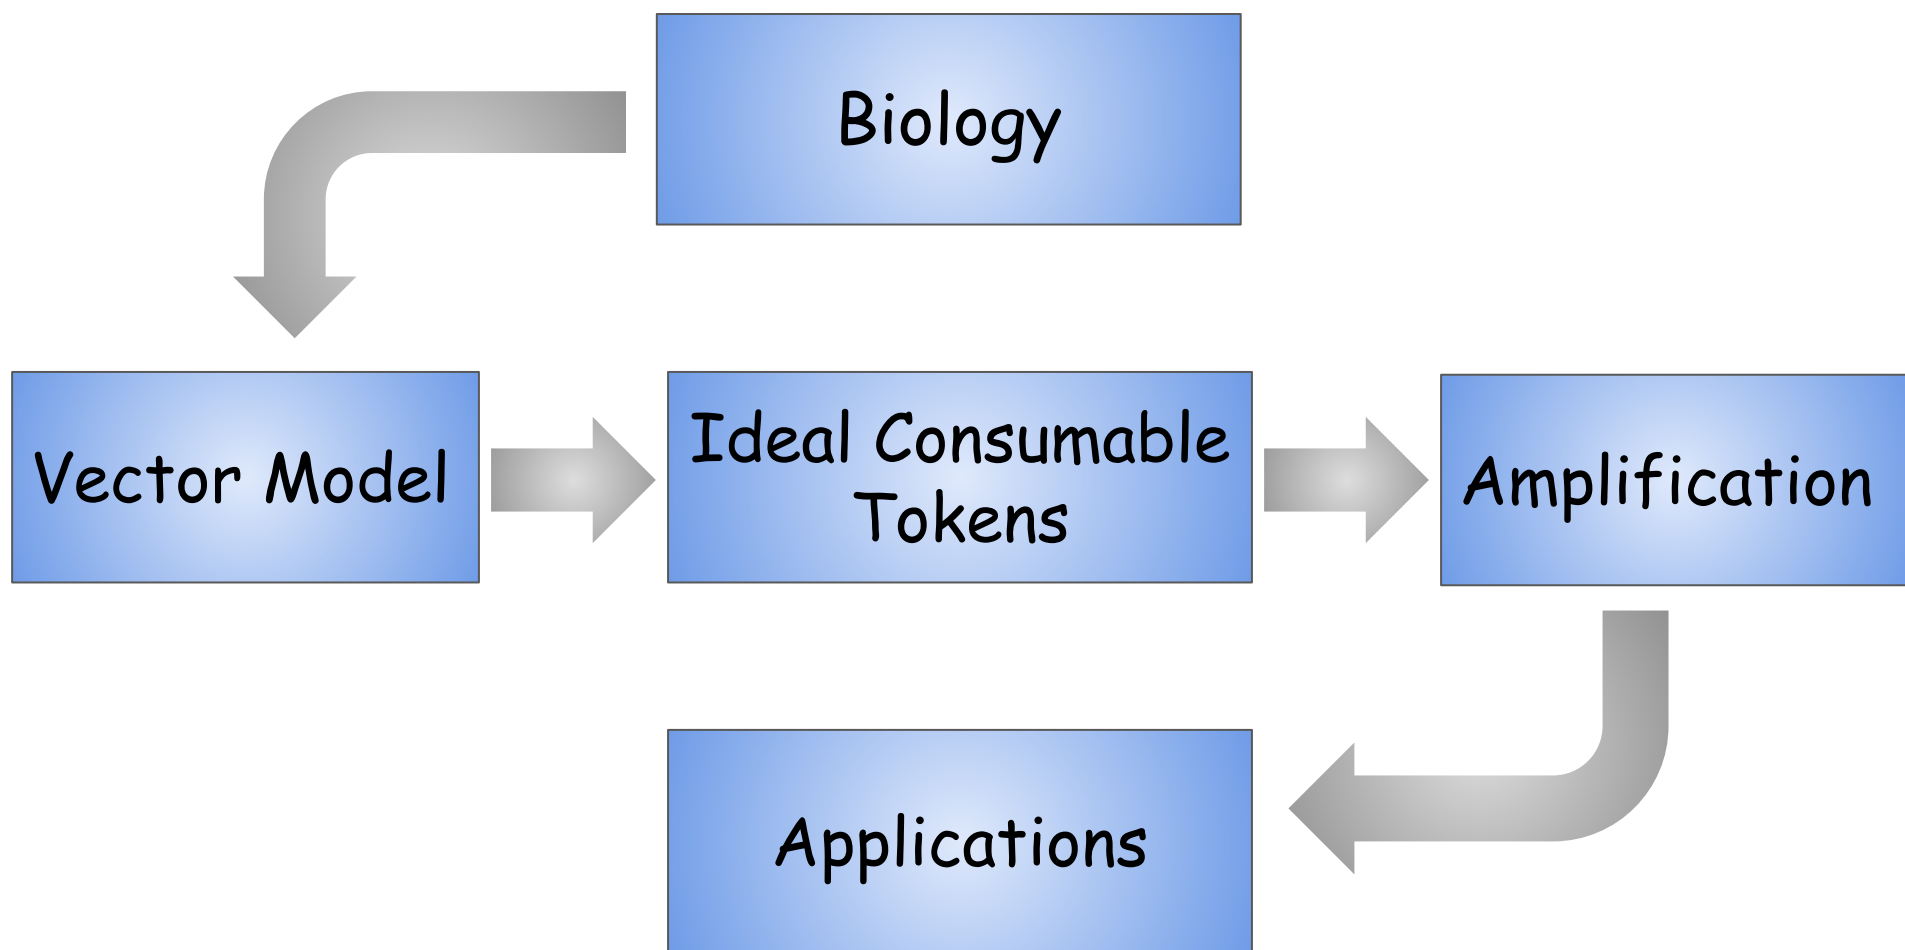 Biology
Vector Model
Ideal Consumable
Tokens
Amplification
Applications